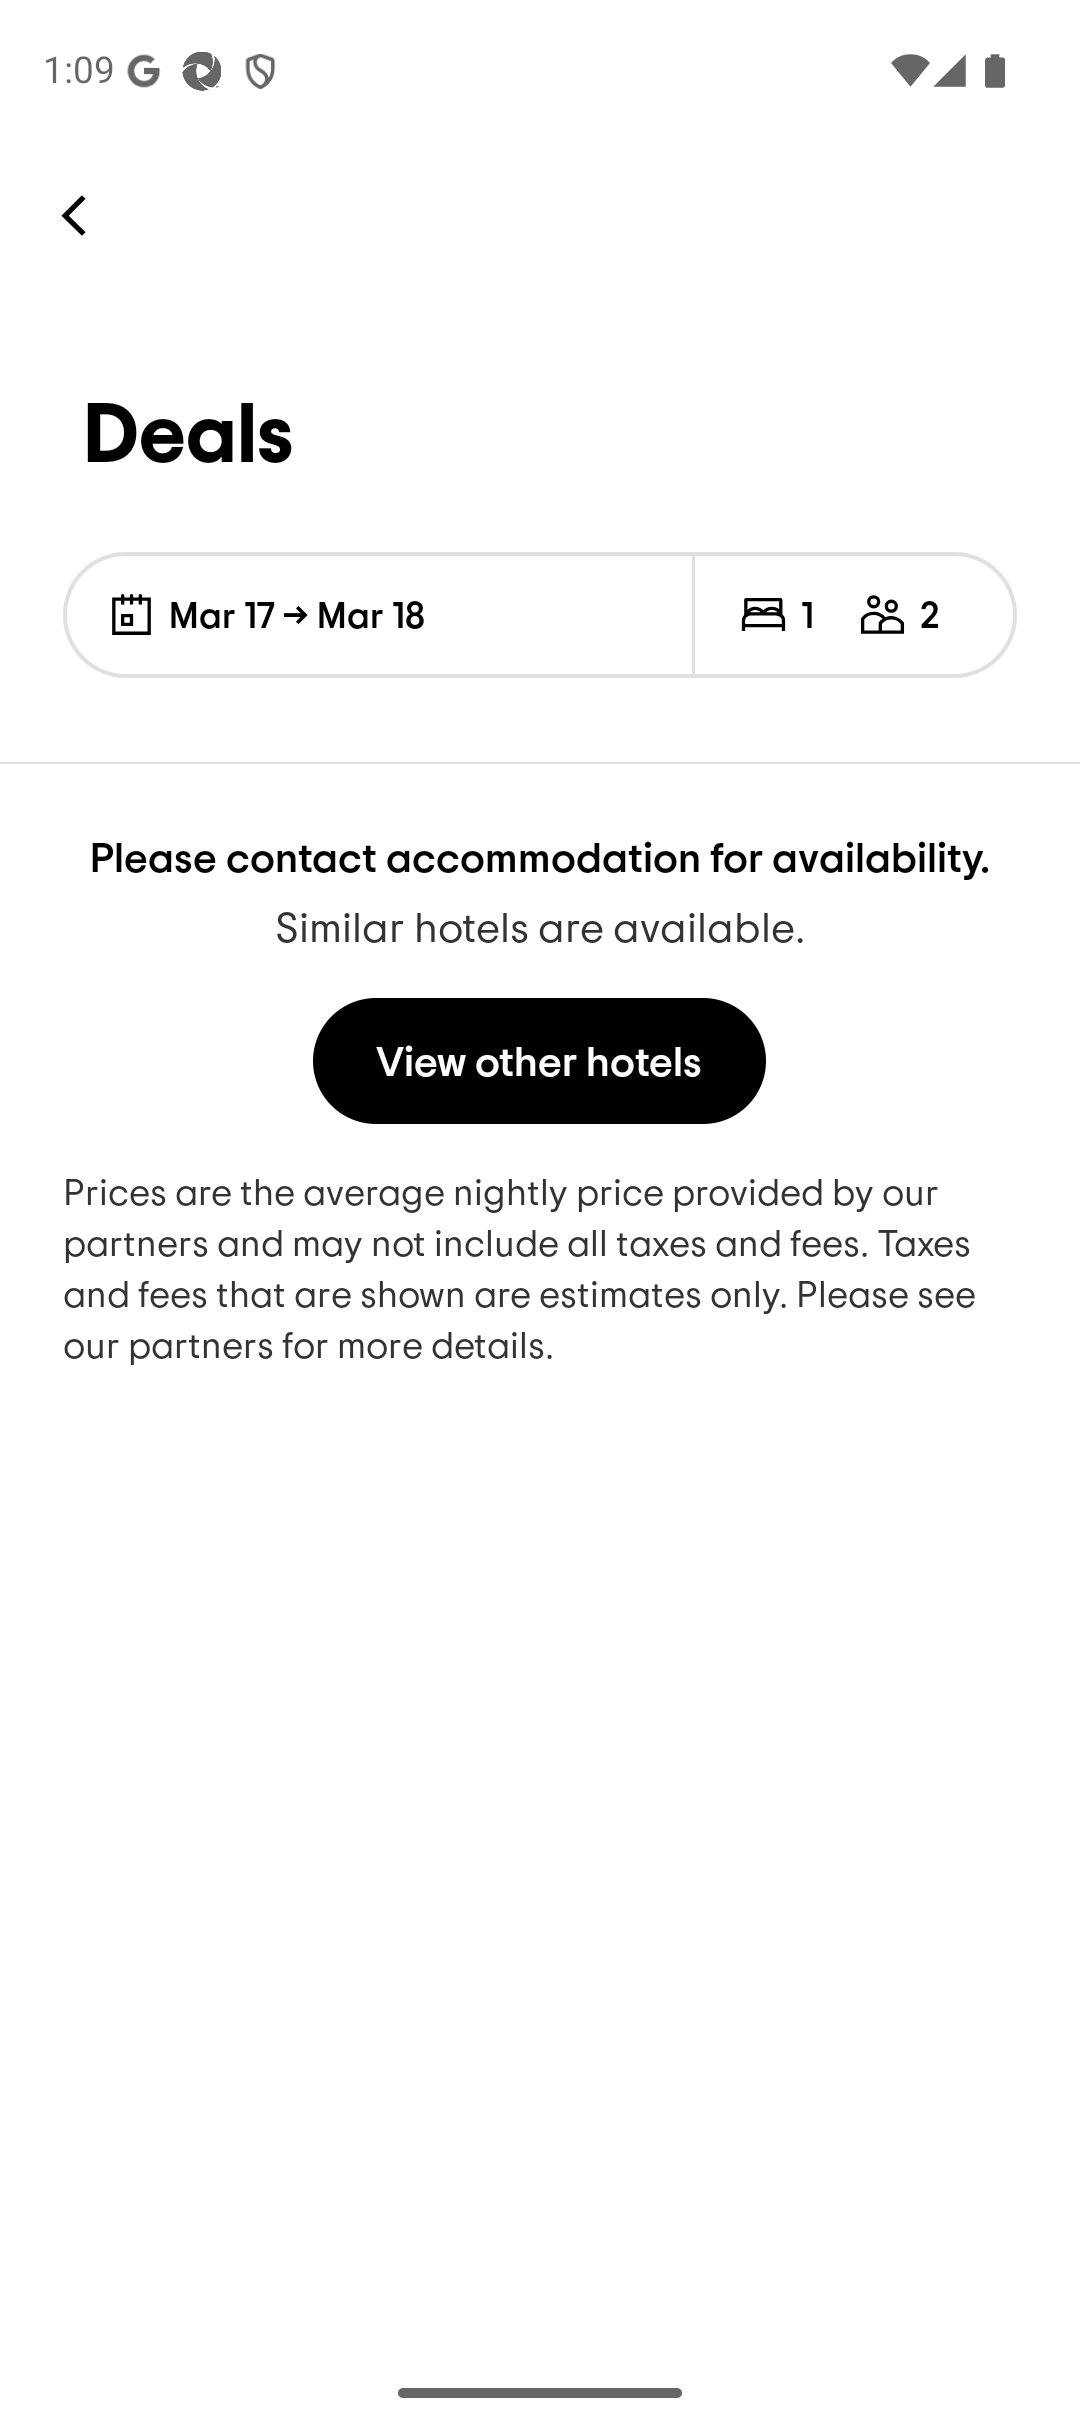 1:09
Deals
Mar 17 → Mar 18
1
2
Please contact accommodation for availability.
Similar hotels are available.
View other hotels
Prices are the average nightly price provided by our
partners and may not include all taxes and fees. Taxes
and fees that are shown are estimates only. Please see
our partners for more details.